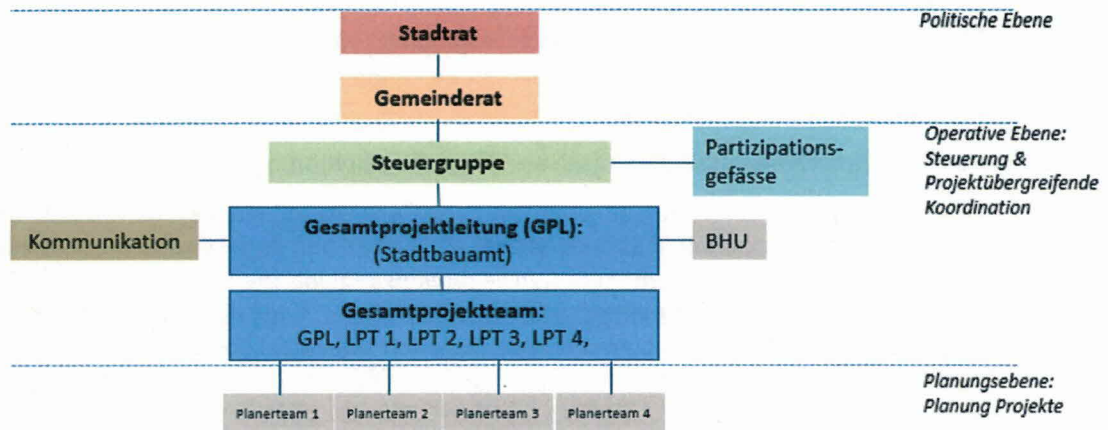 Politische Ebene
Stadtrat
Gemeinderat
Operative Ebene:
Steuerung &
Projektübergreifende
Koordination
Steuergruppe
Partizipations-
gefässe
Kommunikation
Gesamtprojektleitung (GPL):
(Stadtbauamt)
BHU
Gesamtprojektteam:
GPL, LPT 1, LPT 2, LPT 3, LPT 4,
Planungsebene:
Planung Projekte
Planerteam 1
Planerteam 2
Planerteam 3
Planerteam 4